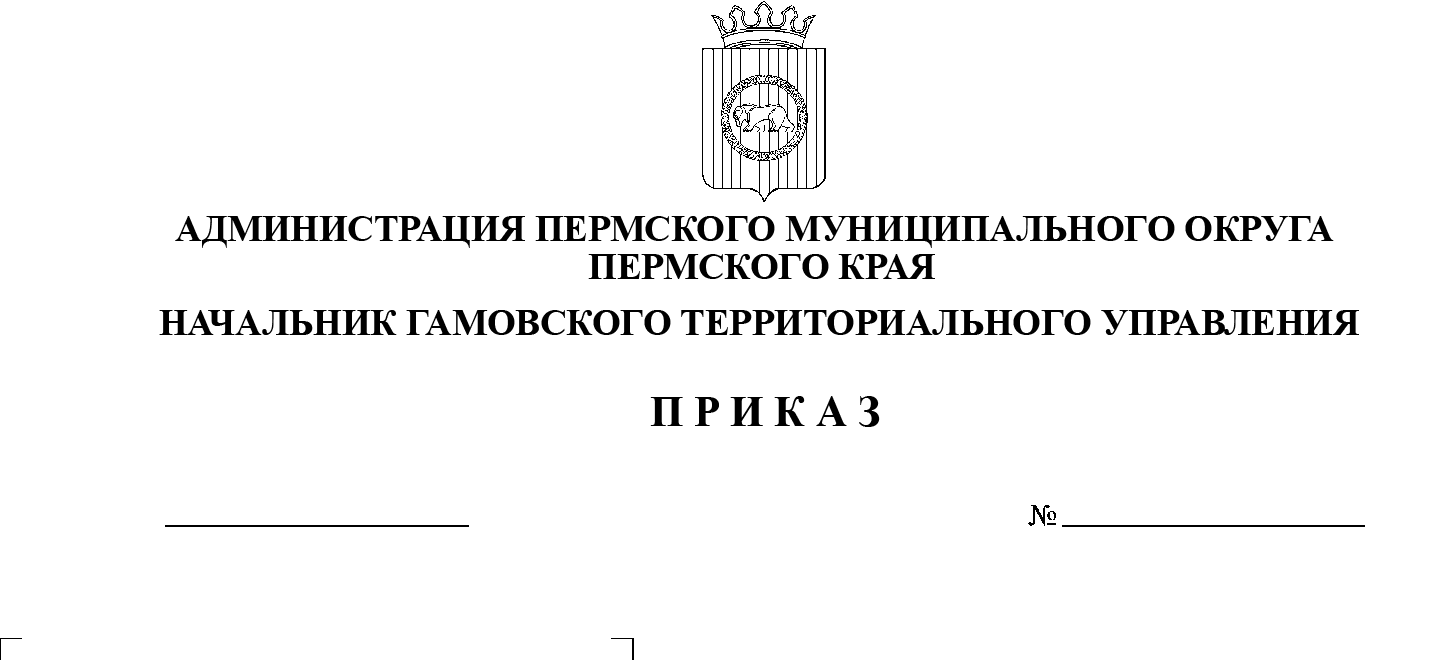 АДМИНИСТРАЦИЯ ПЕРМСКОГО МУНИЦИПАЛЬНОГО ОКРУГА
ПЕРМСКОГО КРАЯ
НАЧАЛЬНИК ГАМОВСКОГО ТЕРРИТОРИАЛЬНОГО УПРАВЛЕНИЯ
П Р И К А З
№